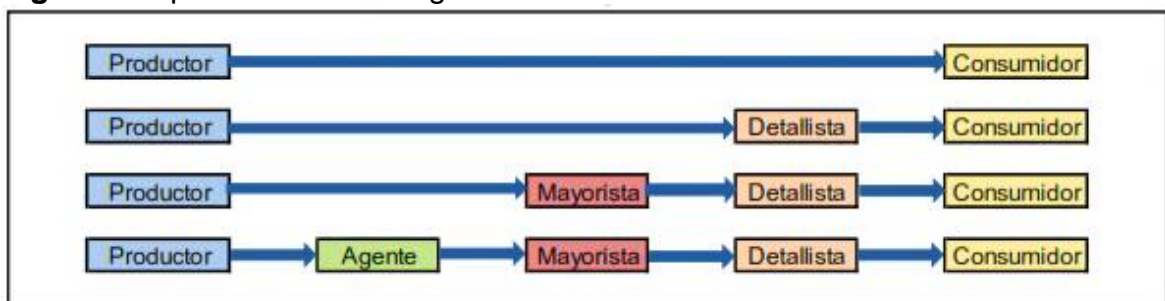 Productor Consumidor
Productor Detallista Consumidor
Productor Mayorista Detallista Consumidor
Productor Agente Mayorista Detallista Consumidor